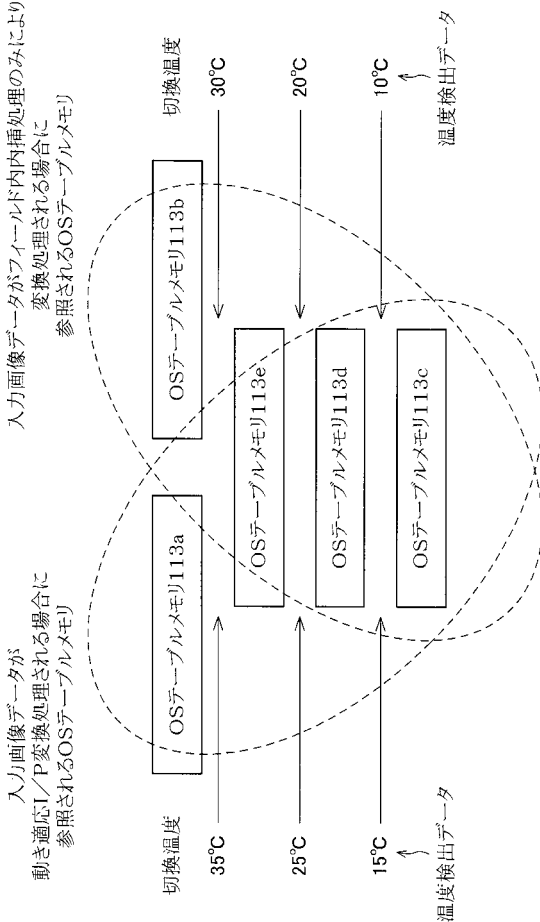 入力画像データが
動き適応I/P変換処理される場合に
参照されるOSテーブルメモリ
入力画像データがフィールド内内挿処理のみにより
変換処理される場合に
参照されるOSテーブルメモリ
切換温度
切換温度
OSテーブルメモリ113a
OSテーブルメモリ113b
35℃
30℃
OSテーブルメモリ113e
25℃
20℃
OSテーブルメモリ113d
15℃
10℃
OSテーブルメモリ113c
温度検出データ
温度検出データ